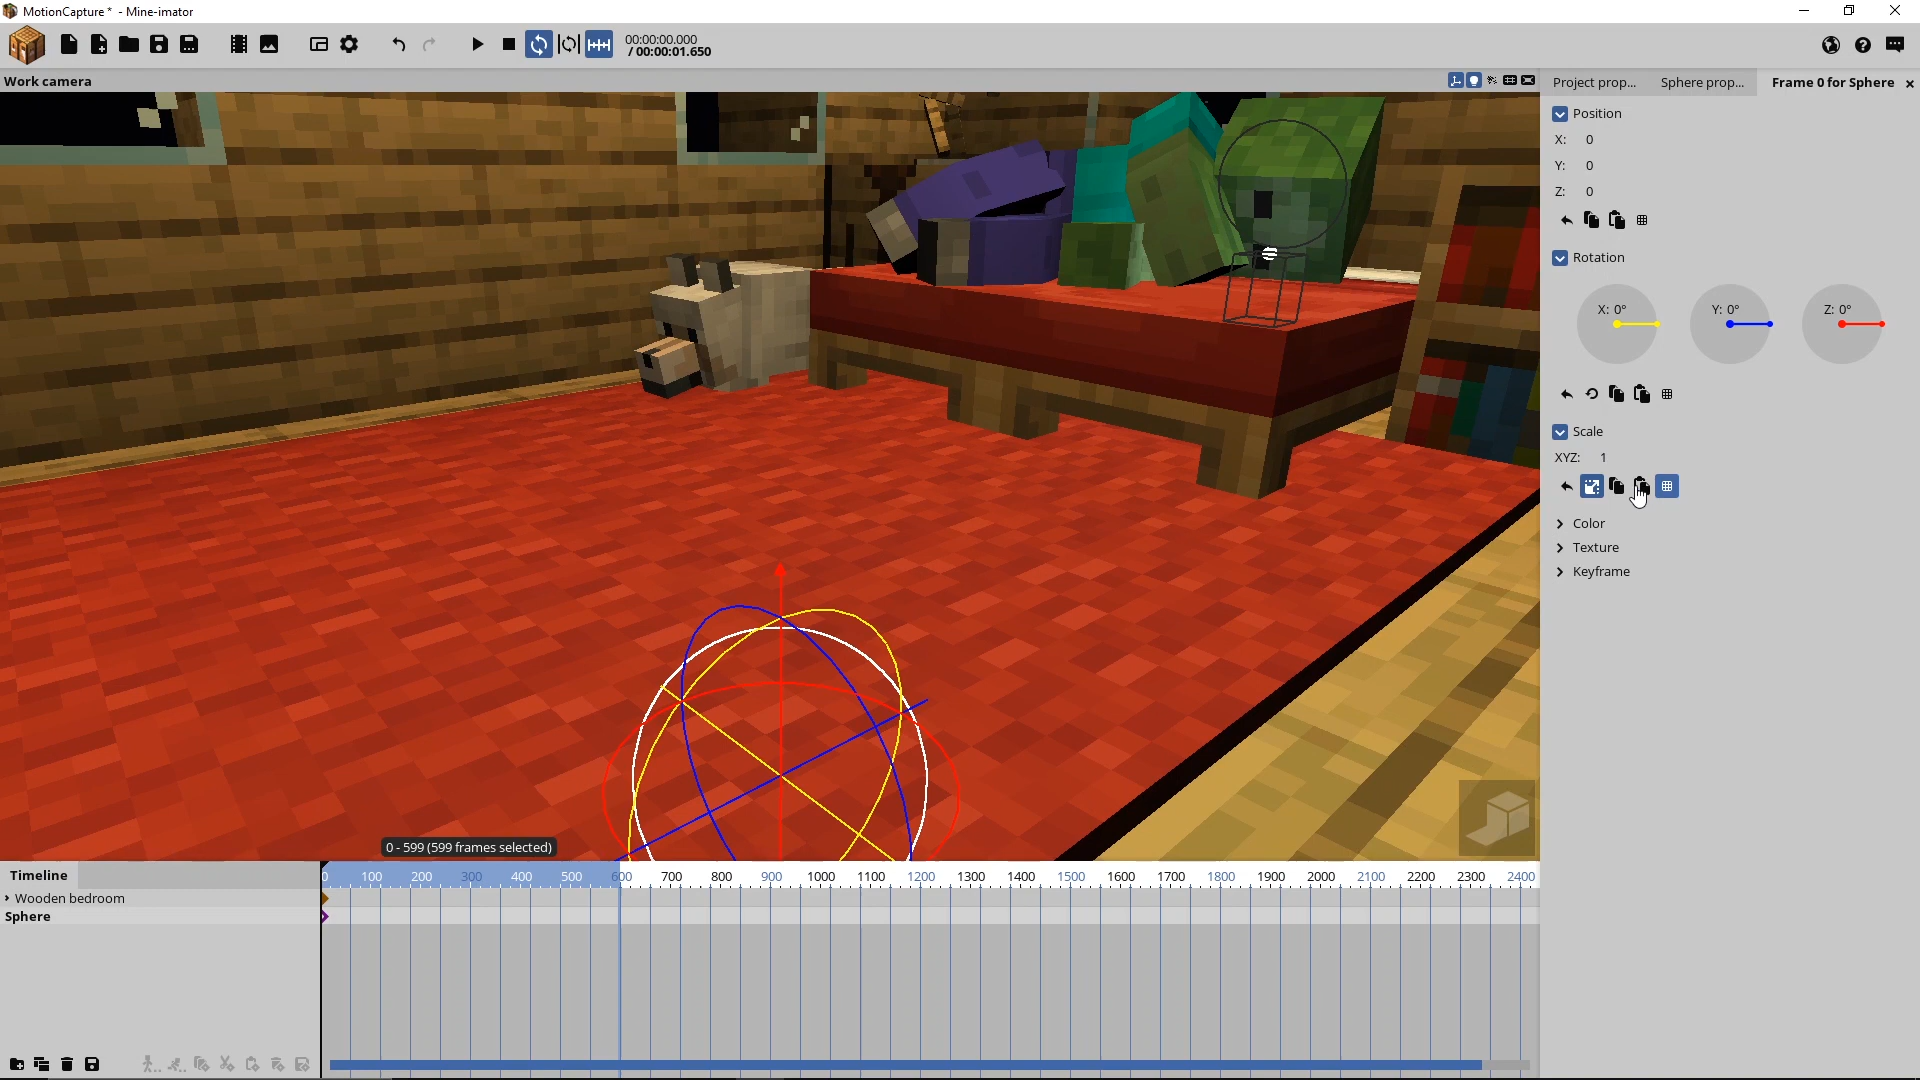 MotionCapture * - Mine-imator
00:00:00.000
/ 00:00:01.650
Work camera
Project prop...
Sphere prop...
Frame 0 for Sphere
Position
X: 0
Y: 0
Z: 0
Rotation
X: 0°
Y: 0°
Z: 0°
Scale
XYZ: 1
Color
Texture
Keyframe
0 - 599 (599 frames selected)
Timeline
0 100 200 300 400 500 600 700 800 900 1000 1100 1200 1300 1400 1500 1600 1700 1800 1900 2000 2100 2200 2300 2400
Wooden bedroom
Sphere